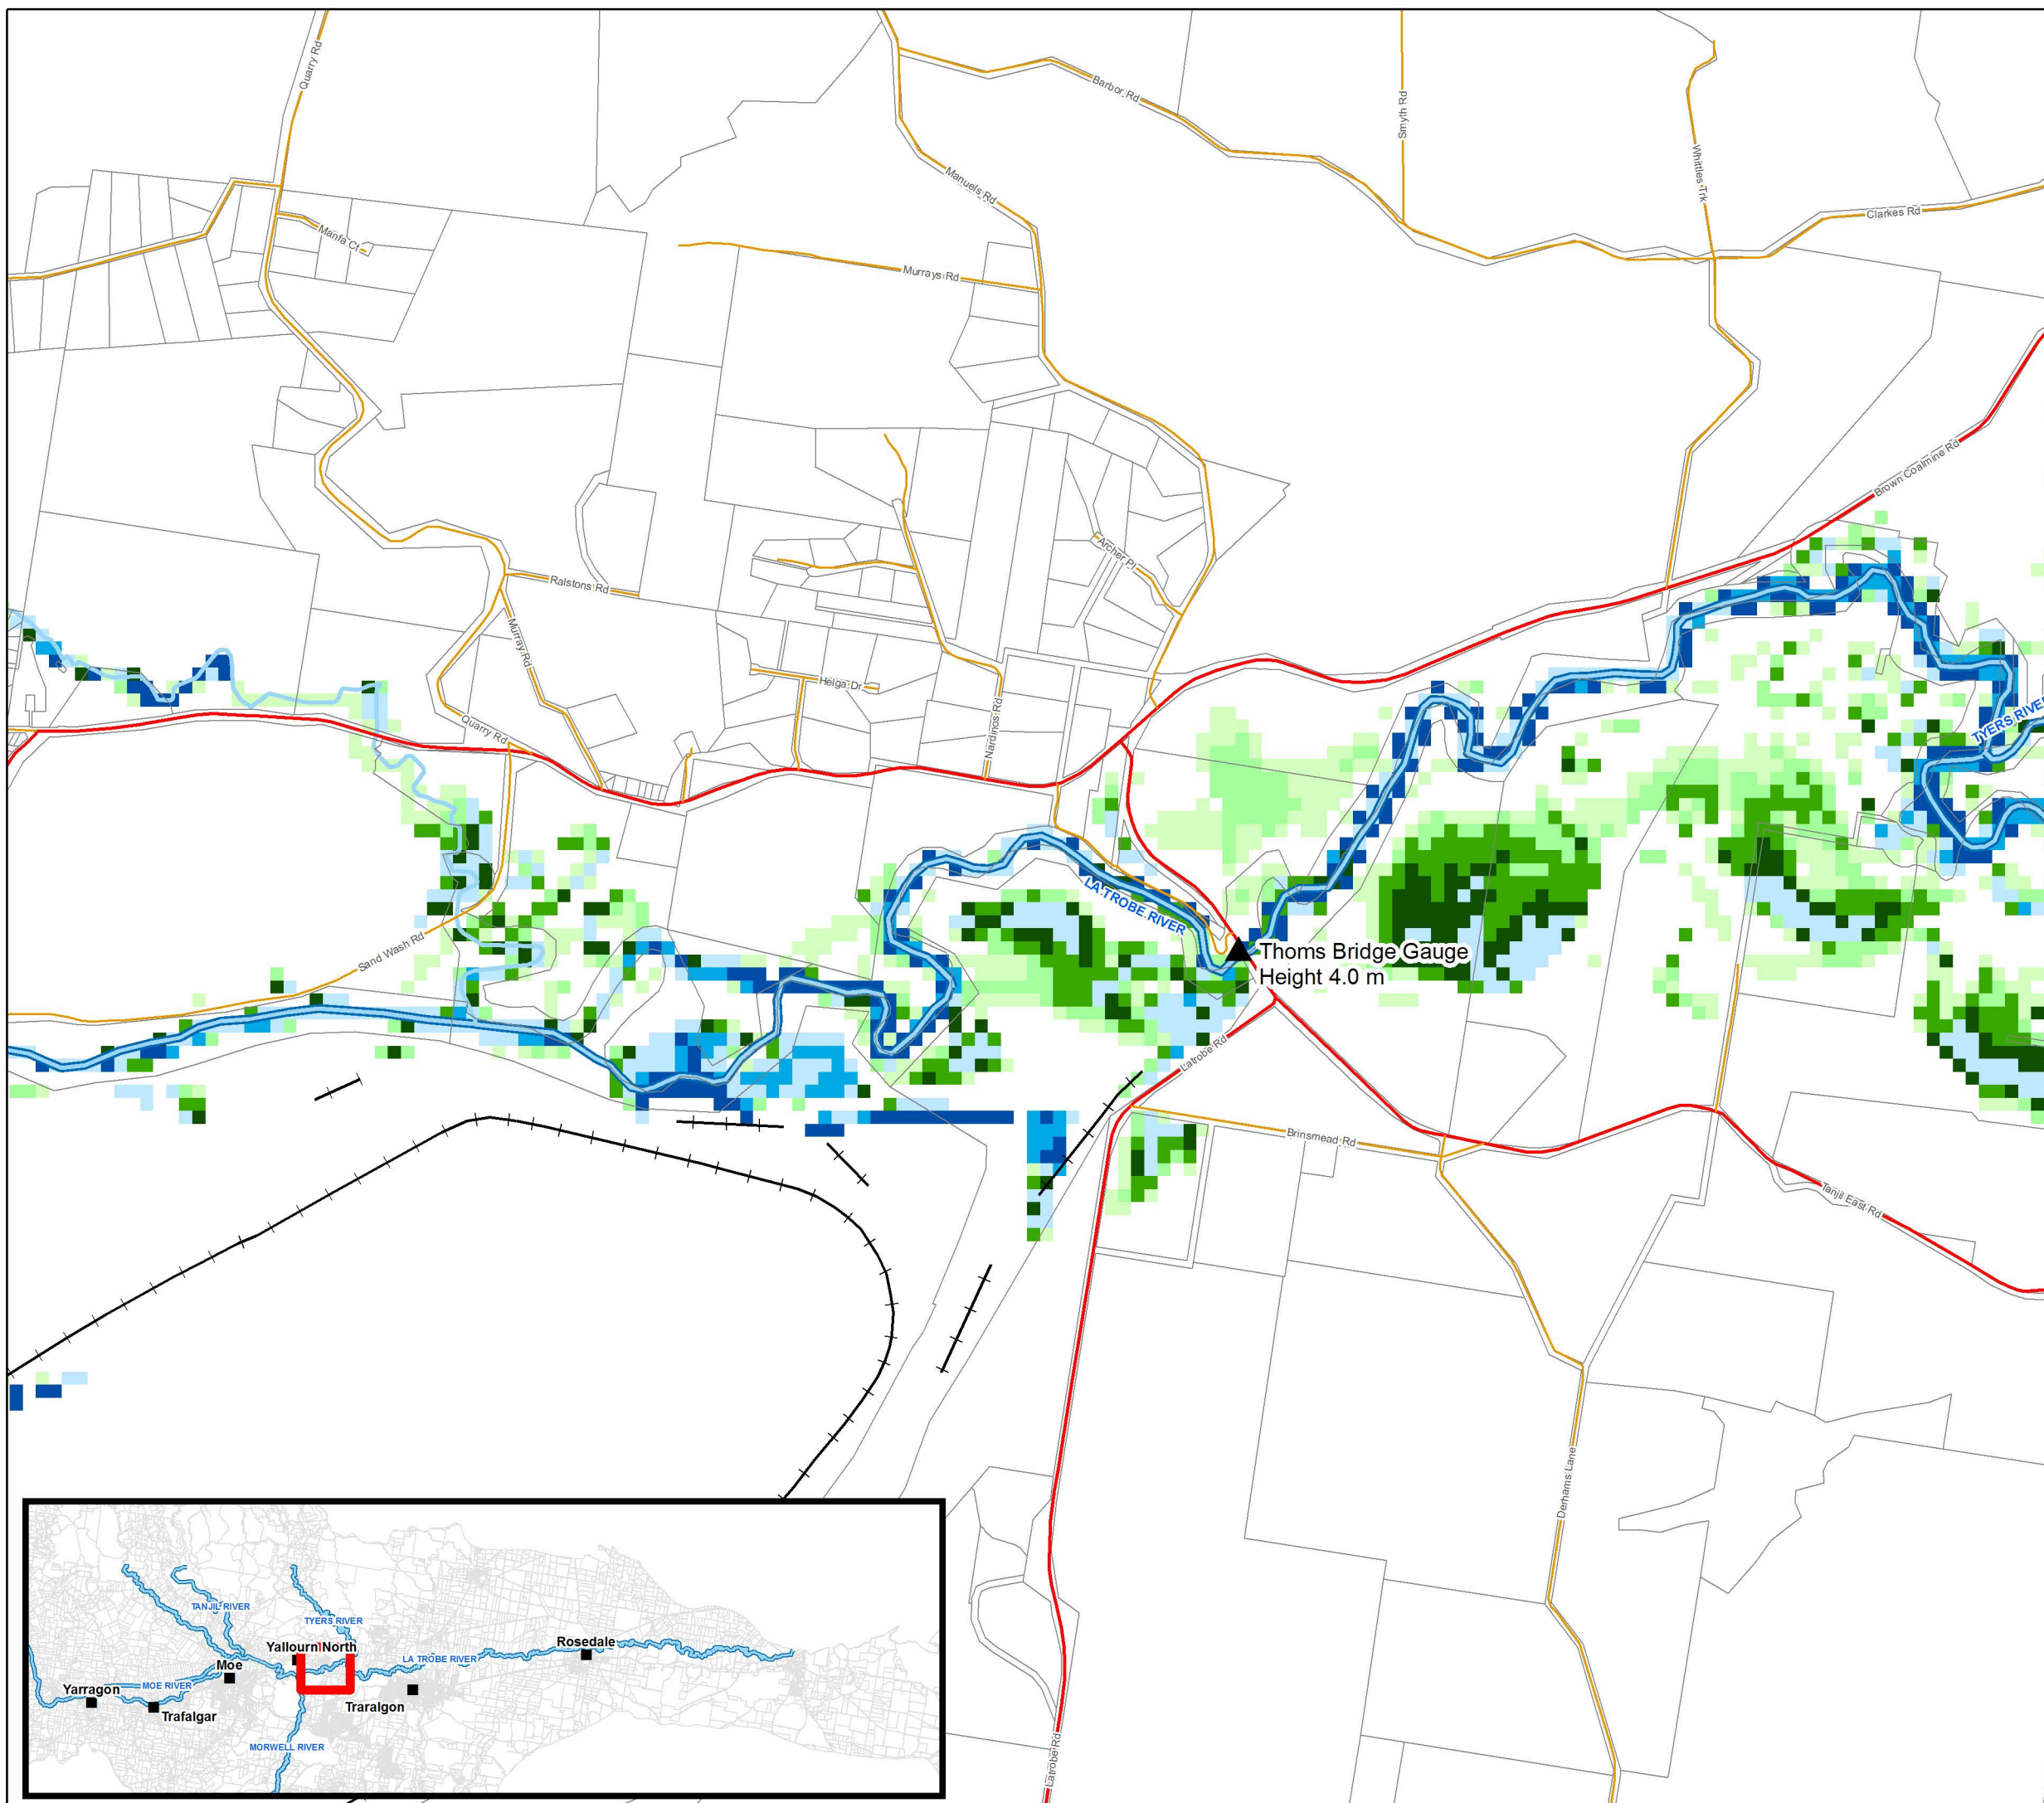 Quarry Rd
Barbor Rd
Smyth Rd
Whittles Trk
Manuels Rd
Clarkes Rd
Manfa Ct
Murrays Rd
Brown Coalmine Rd
Archer Pl
Ralstons Rd
Murray Rd
Helga Dr
Nardinos Rd
Quarry Rd
TYERS RIVER
LA TROBE RIVER
Sand Wash Rd
Thoms Bridge Gauge
Height 4.0 m
Latrobe Rd
Brinsmead Rd
Tanjil East Rd
Derhams Lane
Latrobe Rd
TANJIL RIVER
TYERS RIVER
Yallourn North
Rosedale
LA TROBE RIVER
Moe
MOE RIVER
Yarragon
Trafalgar
Traralgon
MORWELL RIVER